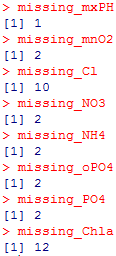 > missing_mxPH
[1] 1
> missing_mnO2
[1] 2
> missing_Cl
[1] 10
> missing_NO3
[1] 2
> missing_NH4
[1] 2
> missing_oPO4
[1] 2
> missing_PO4
[1] 2
> missing_Chla
[1] 12